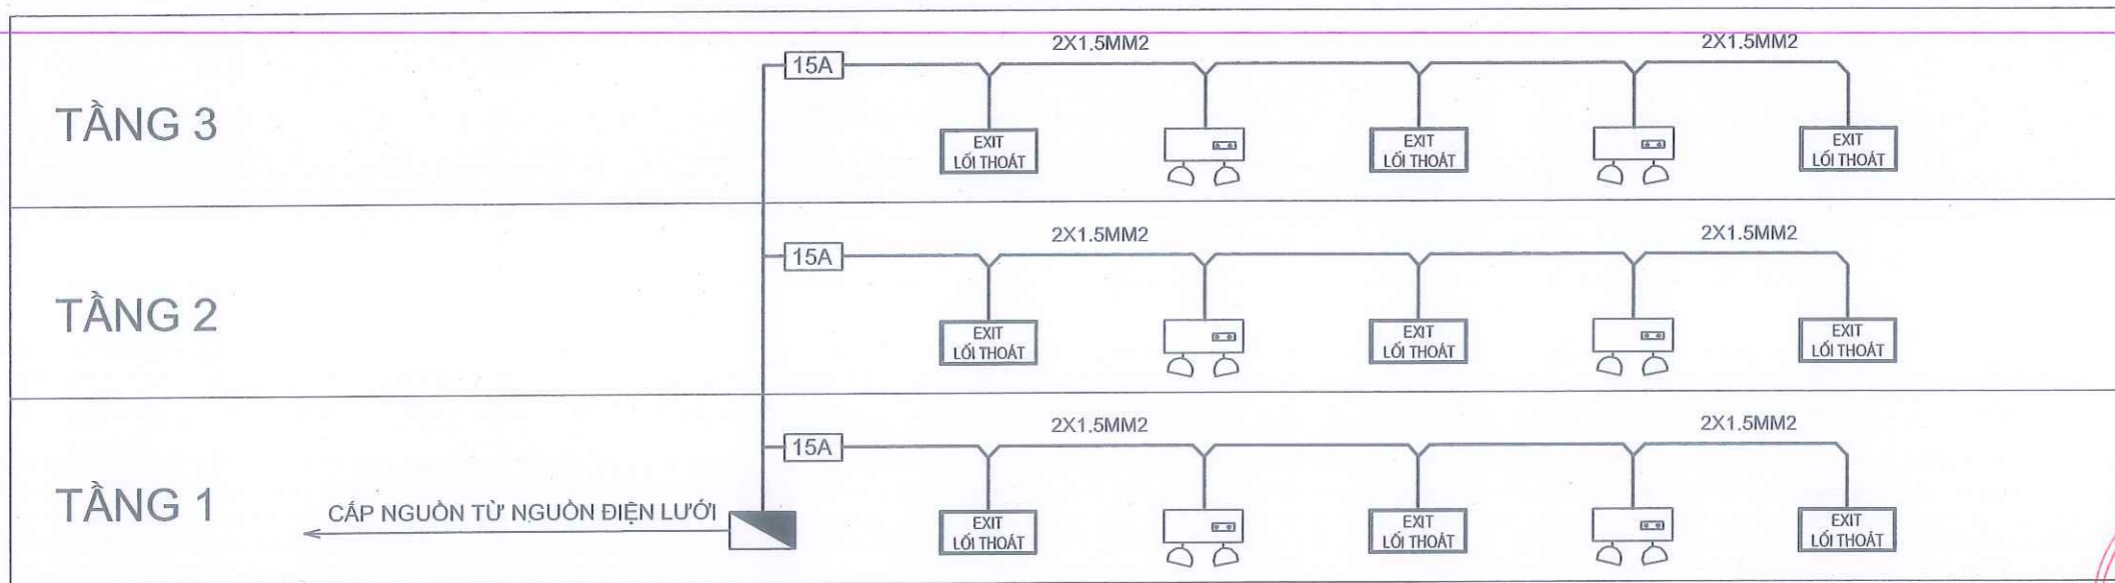 2X1.5MM2 2X1.5MM2
15A
TẦNG 3
EXIT EXIT EXIT
LỐI THOÁT LỐI THOÁT LỐI THOÁT
2X1.5MM2 2X1.5MM2
15A
TẦNG 2
EXIT EXIT EXIT
LỐI THOÁT LỐI THOÁT LỐI THOÁT
2X1.5MM2 2X1.5MM2
15A
TẦNG 1
CẤP NGUỒN TỪ NGUỒN ĐIỆN LƯỚI
EXIT EXIT EXIT
LỐI THOÁT LỐI THOÁT LỐI THOÁT